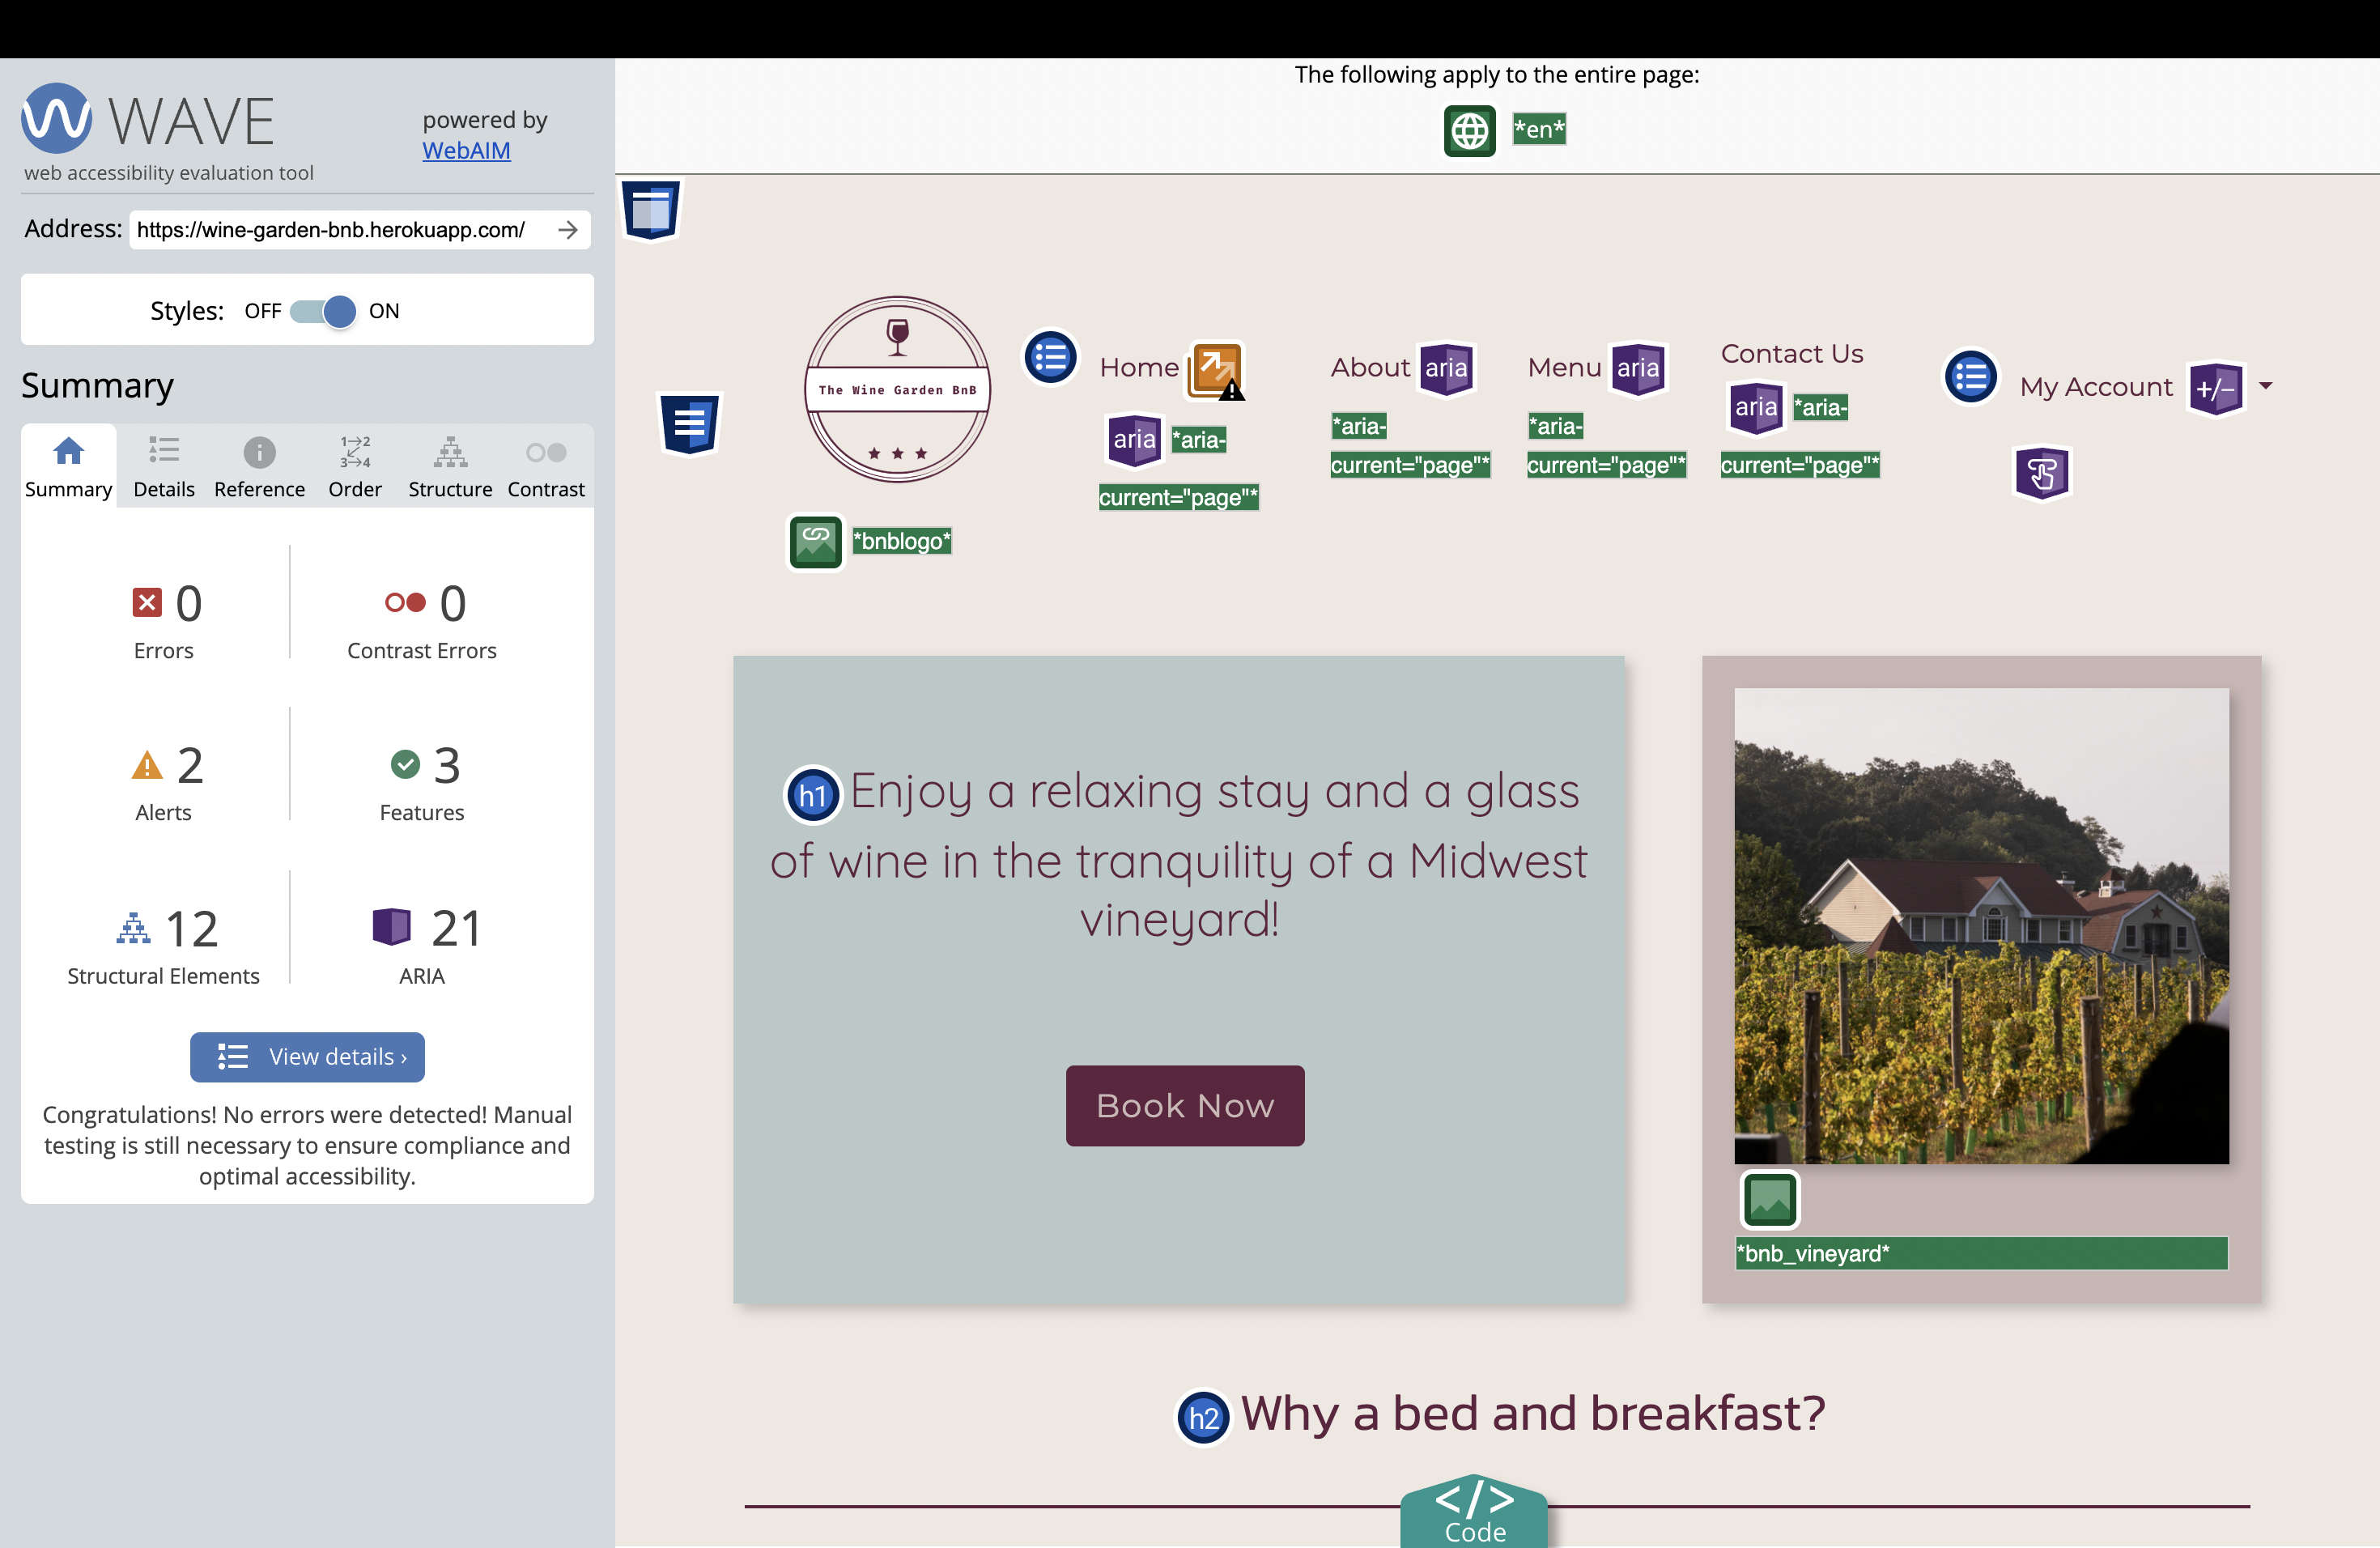 WAVE
web accessibility evaluation tool
powered by
WebAIM
Address: https://wine-garden-bnb.herokuapp.com/
Styles: OFF ON
Summary
Summary Details Reference Order Structure Contrast
0 Errors
0 Contrast Errors
2 Alerts
3 Features
12 Structural Elements
21 ARIA
View details ›
Congratulations! No errors were detected! Manual
testing is still necessary to ensure compliance and
optimal accessibility.
The following apply to the entire page:
*en*
The Wine Garden BnB
*bnblogo*
Home
aria *aria-
current="page"*
About aria
*aria-
current="page"*
Menu aria
*aria-
current="page"*
Contact Us
aria *aria-
current="page"*
My Account +/-
h1 Enjoy a relaxing stay and a glass
of wine in the tranquility of a Midwest
vineyard!
Book Now
*bnb_vineyard*
h2 Why a bed and breakfast?
</>
Code